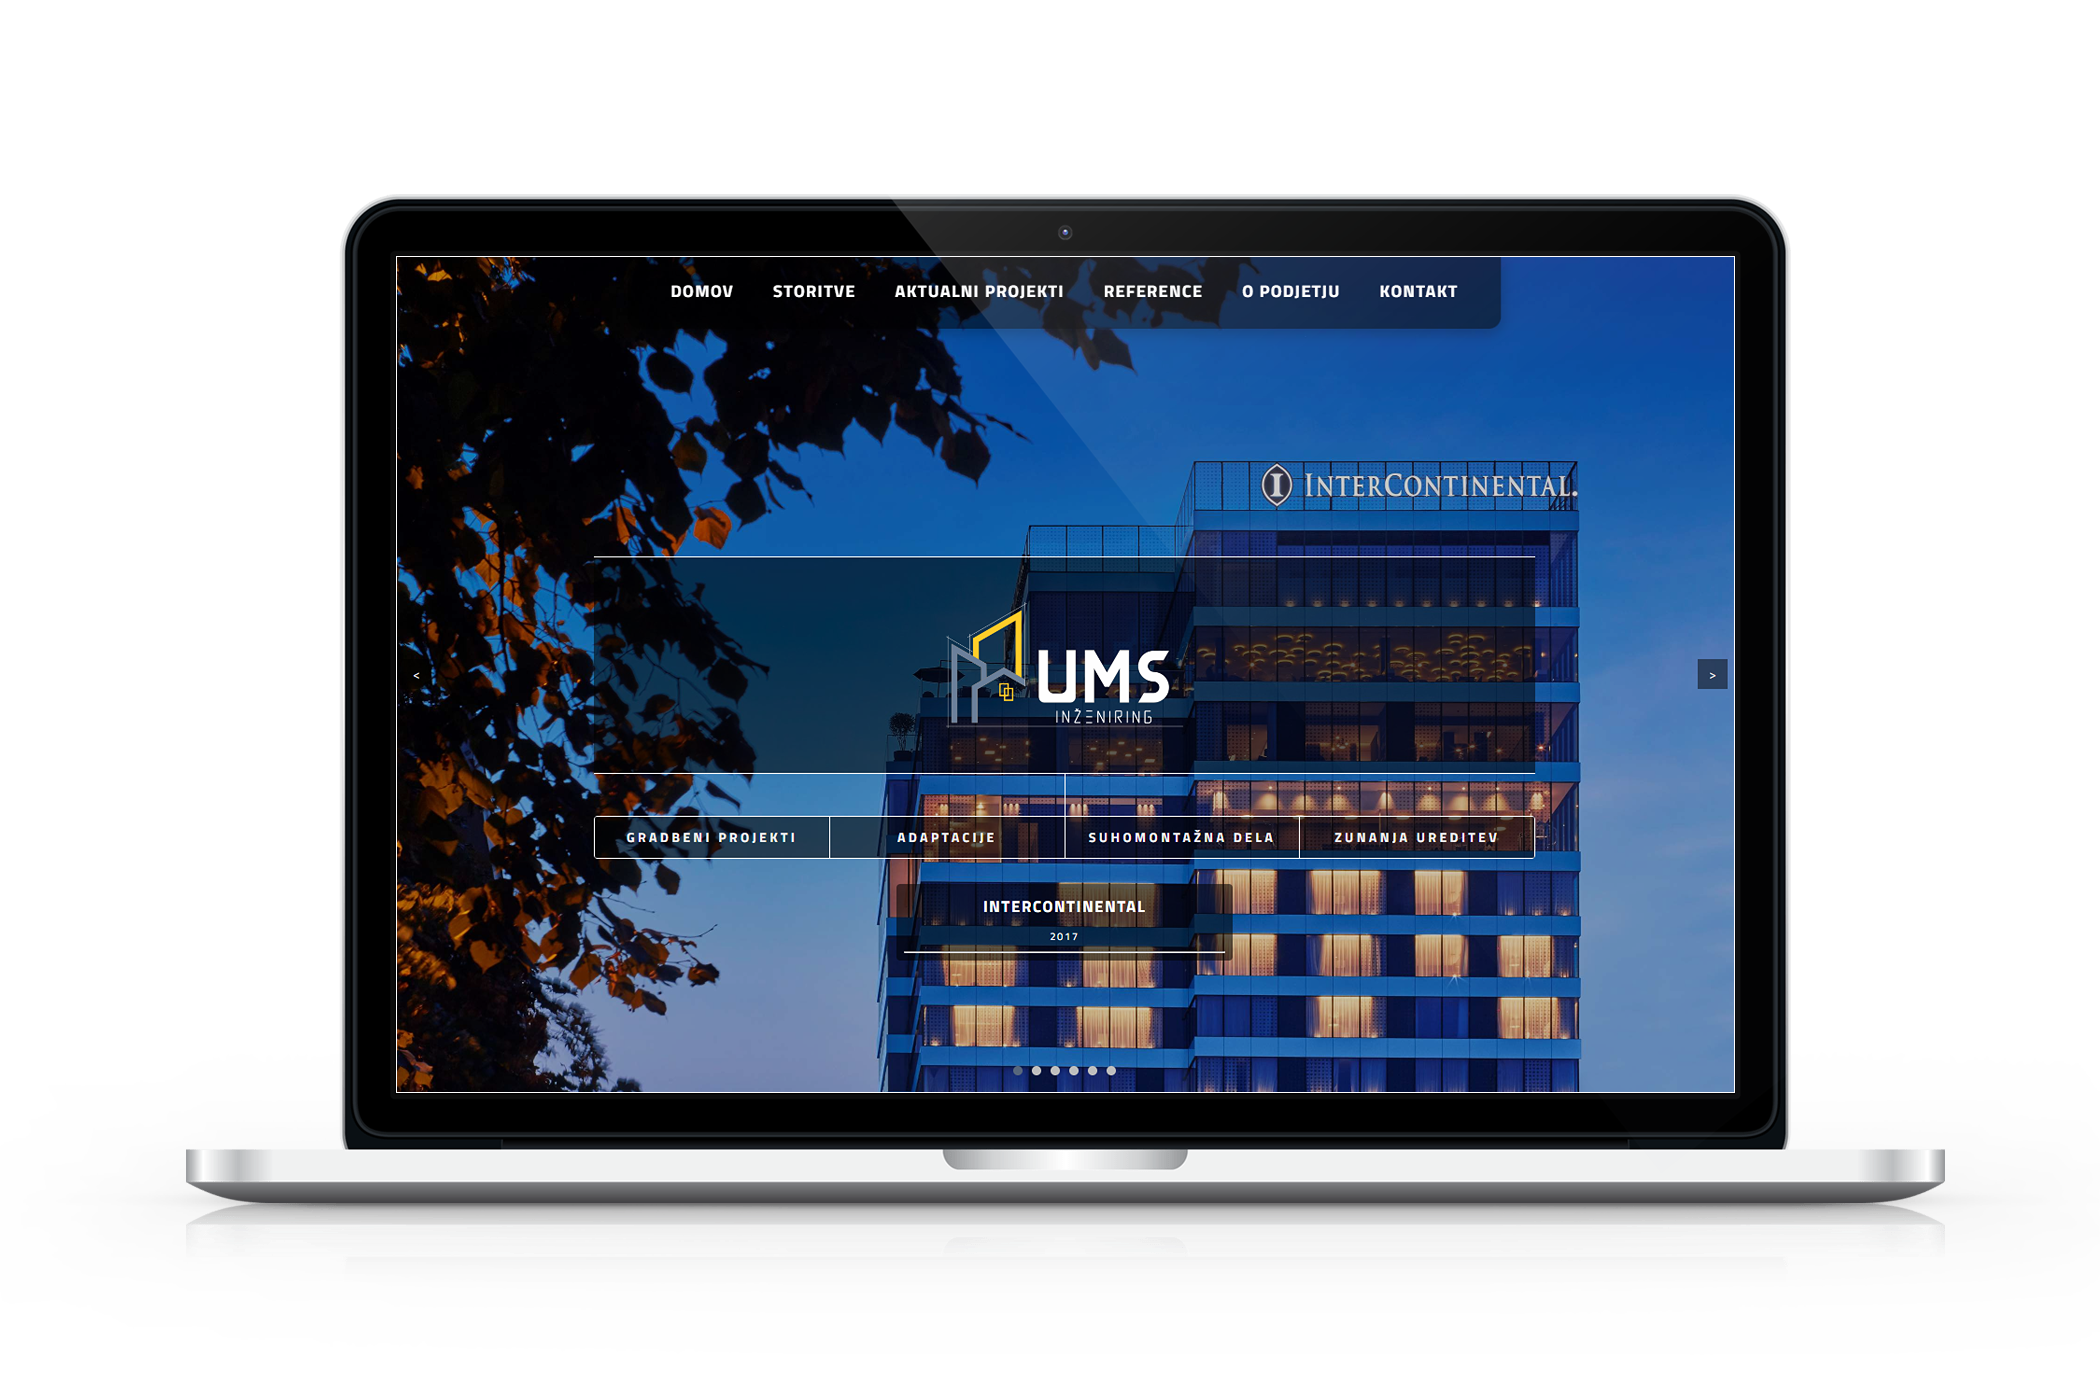 DOMOV STORITVE AKTUALNI PROJEKTI REFERENCE O PODJETJU KONTAKT
I INTERCONTINENTAL.
UMS
INŽENIRING
< >
GRADBENI PROJEKTI ADAPTACIJE SUHOMONTAŽNA DELA ZUNANJA UREDITEV
INTERCONTINENTAL
2017